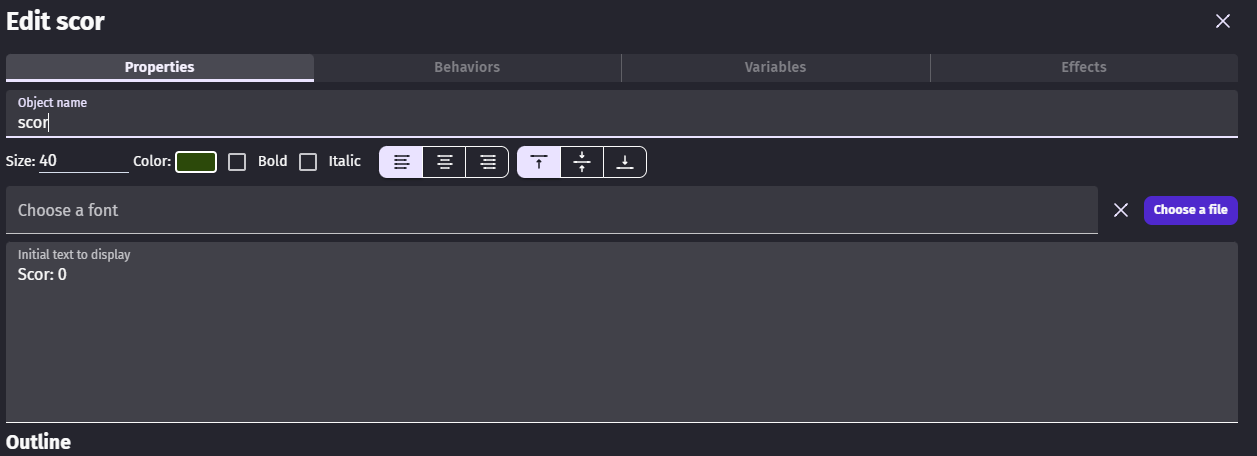 Edit scor
Properties
Behaviors
Variables
Effects
Object name
scor
Size: 40
Color:
Bold
Italic
Choose a font
Choose a file
Initial text to display
Scor: 0
Outline